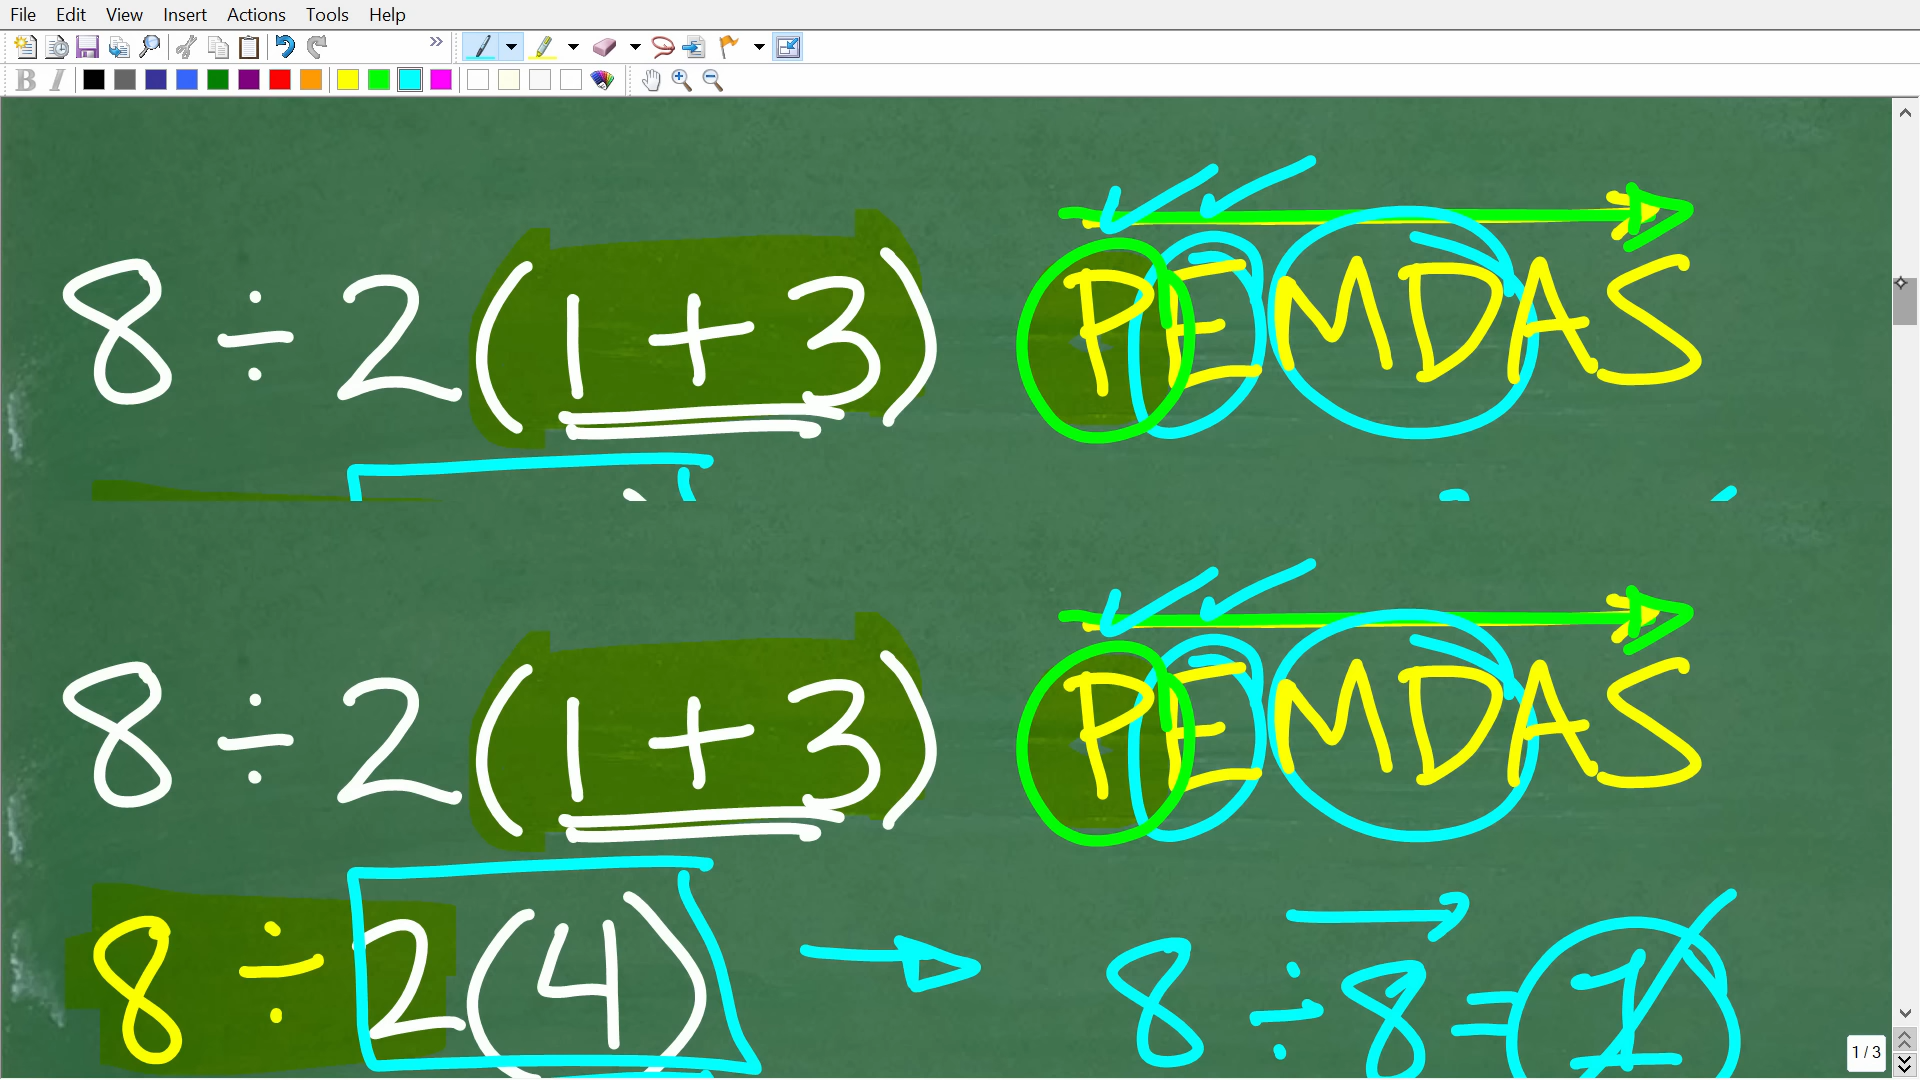 File Edit View Insert Actions Tools Help
B I
8 ÷ 2(1+3) PEMDAS
8 ÷ 2(1+3) PEMDAS
8 ÷ 2(4) → 8÷8=1
1 / 3